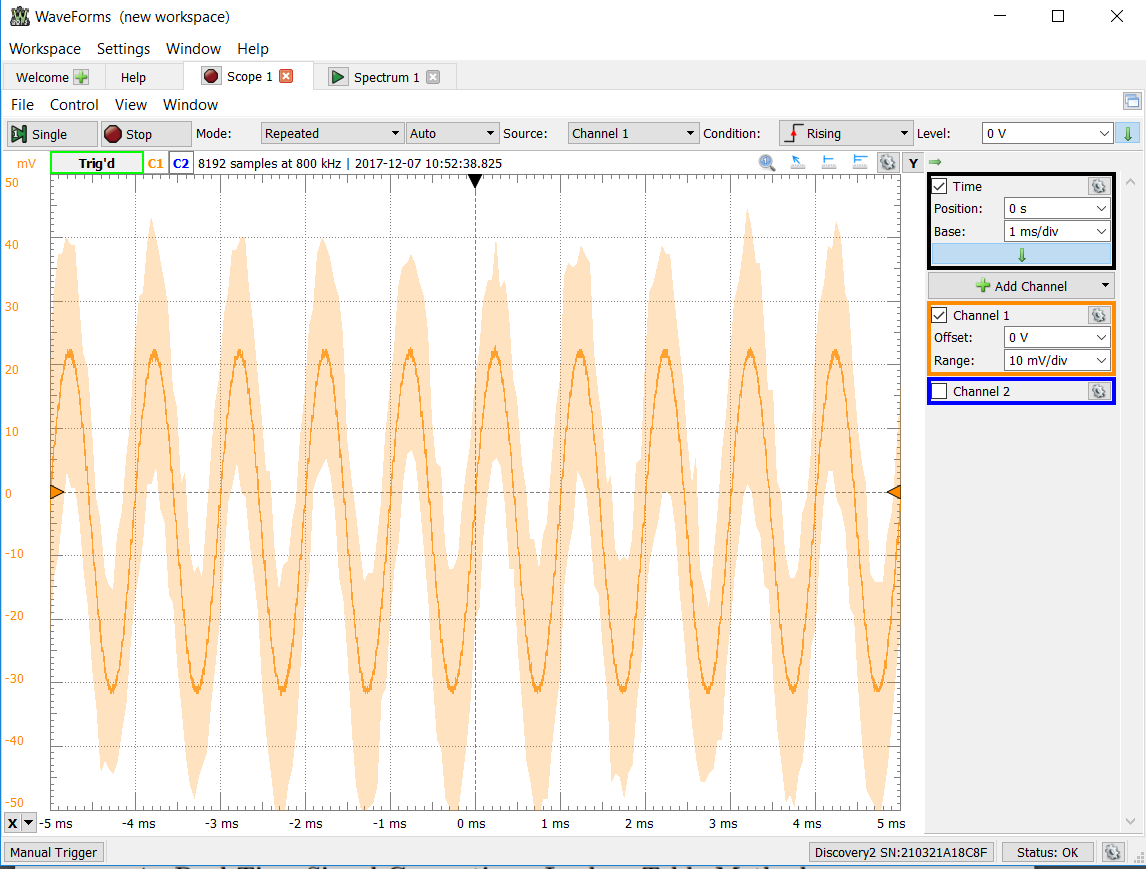 WaveForms (new workspace)
Workspace Settings Window Help
Welcome Help Scope 1 Spectrum 1
File Control View Window
Single Stop Mode: Repeated Auto Source: Channel 1 Condition: Rising Level: 0 V
mV Trig'd C1 C2 8192 samples at 800 kHz | 2017-12-07 10:52:38.825 Y
50
40
30
20
10
0
-10
-20
-30
-40
-50
X -5 ms -4 ms -3 ms -2 ms -1 ms 0 ms 1 ms 2 ms 3 ms 4 ms 5 ms
Time
Position: 0 s
Base: 1 ms/div
Add Channel
Channel 1
Offset: 0 V
Range: 10 mV/div
Channel 2
Manual Trigger Discovery2 SN:210321A18C8F Status: OK